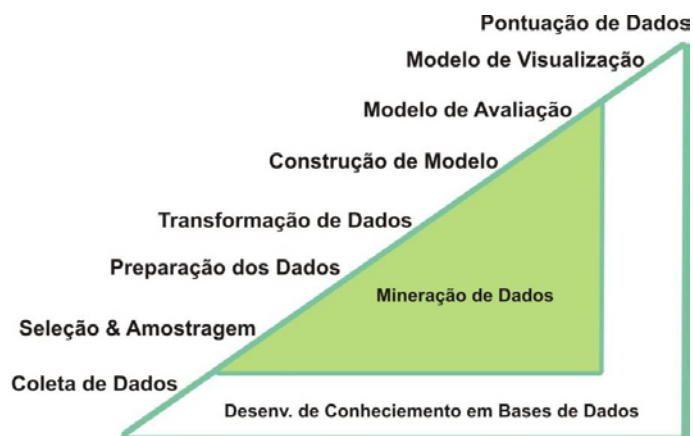 Pontuação de Dados
Modelo de Visualização
Modelo de Avaliação
Construção de Modelo
Transformação de Dados
Preparação dos Dados
Mineração de Dados
Seleção & Amostragem
Coleta de Dados
Desenv. de Conheciemento em Bases de Dados